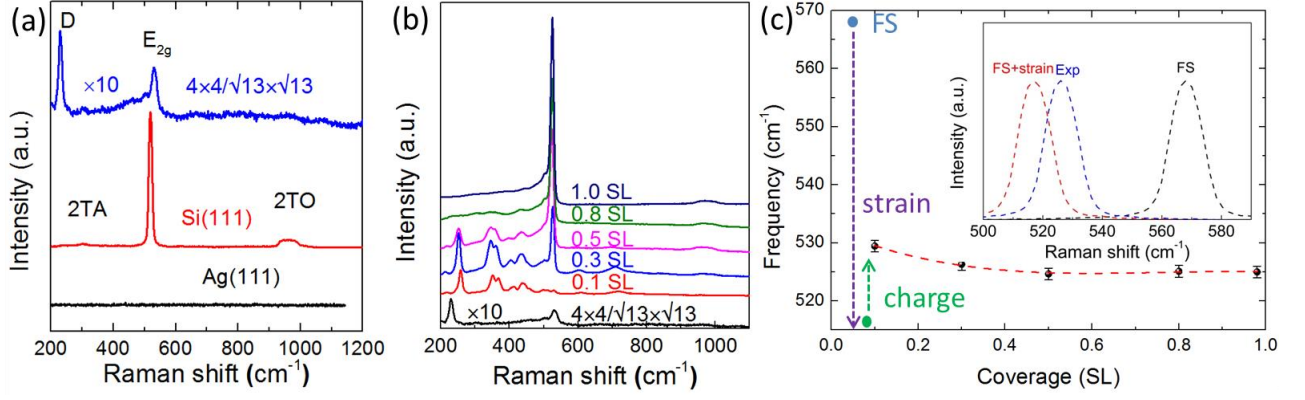 (a)
D
E2g
×10
4×4/√13×√13
2TA
Si(111)
2TO
Ag(111)
Intensity (a.u.)
200 400 600 800 1000 1200
Raman shift (cm-1)
(b)
1.0 SL
0.8 SL
0.5 SL
0.3 SL
0.1 SL
×10
4×4/√13×√13
Intensity (a.u.)
200 400 600 800 1000
Raman shift (cm-1)
(c)
570
560
550
540
530
520
Frequency (cm-1)
FS
strain
charge
0.0 0.2 0.4 0.6 0.8 1.0
Coverage (SL)
FS+strain
Exp
FS
Intensity (a.u.)
500 520 540 560 580
Raman shift (cm-1)